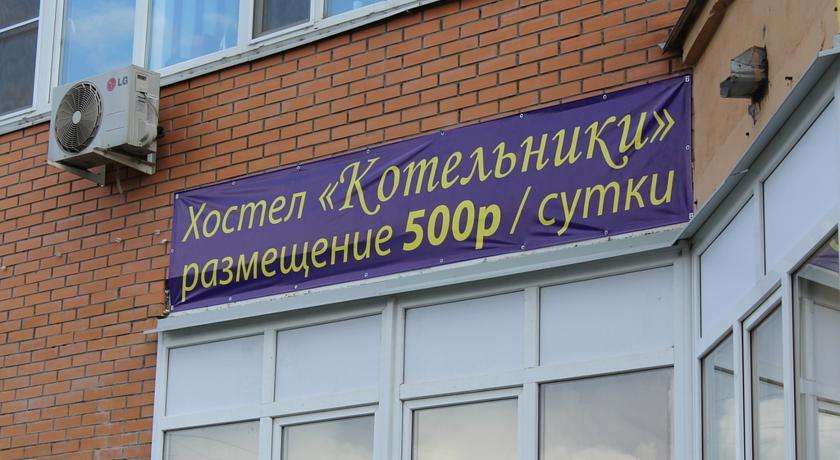 LG
Хостел «Котельники»
размещение 500р / сутки